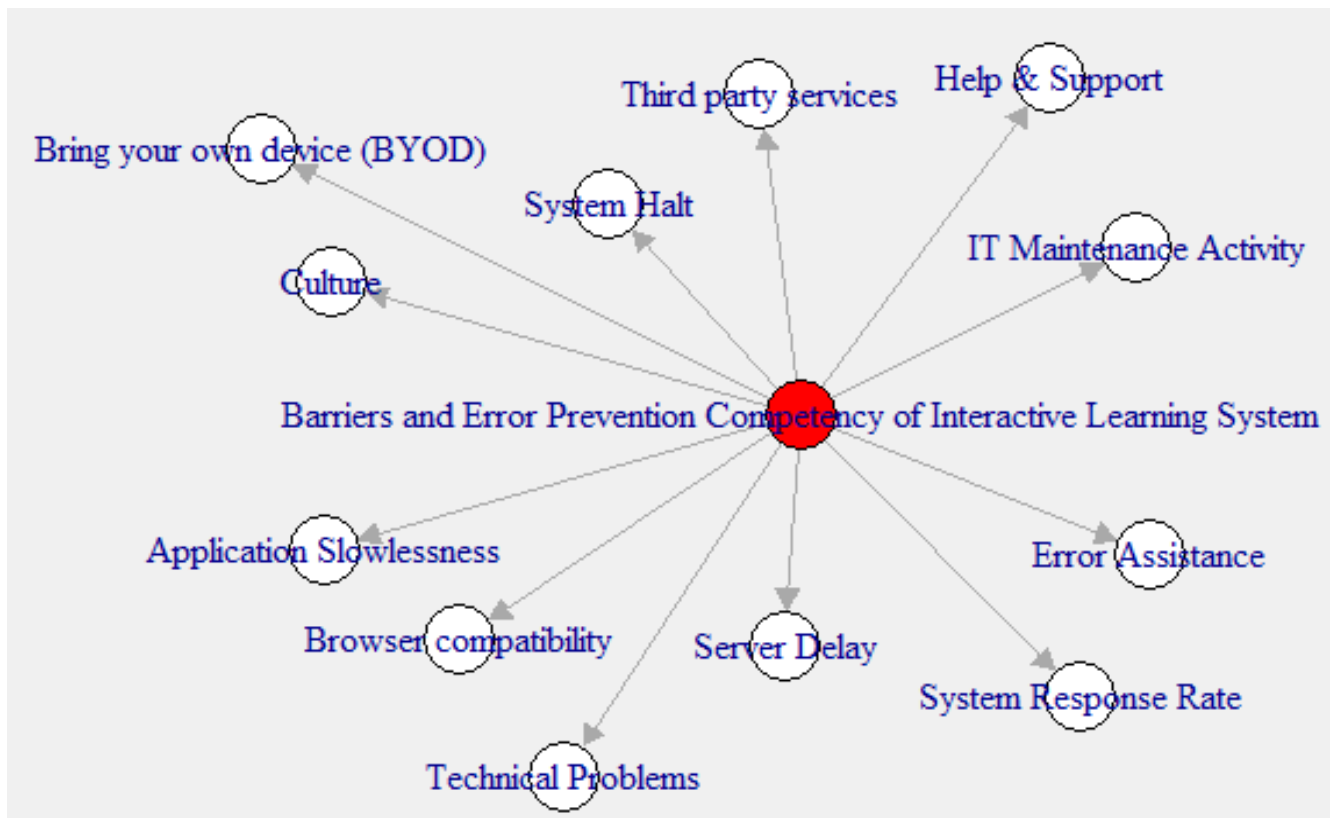 Help & Support
Third party services
Bring your own device (BYOD)
System Halt
IT Maintenance Activity
Culture
Barriers and Error Prevention Competency of Interactive Learning System
Application Slowlessness
Error Assistance
Browser compatibility
Server Delay
System Response Rate
Technical Problems